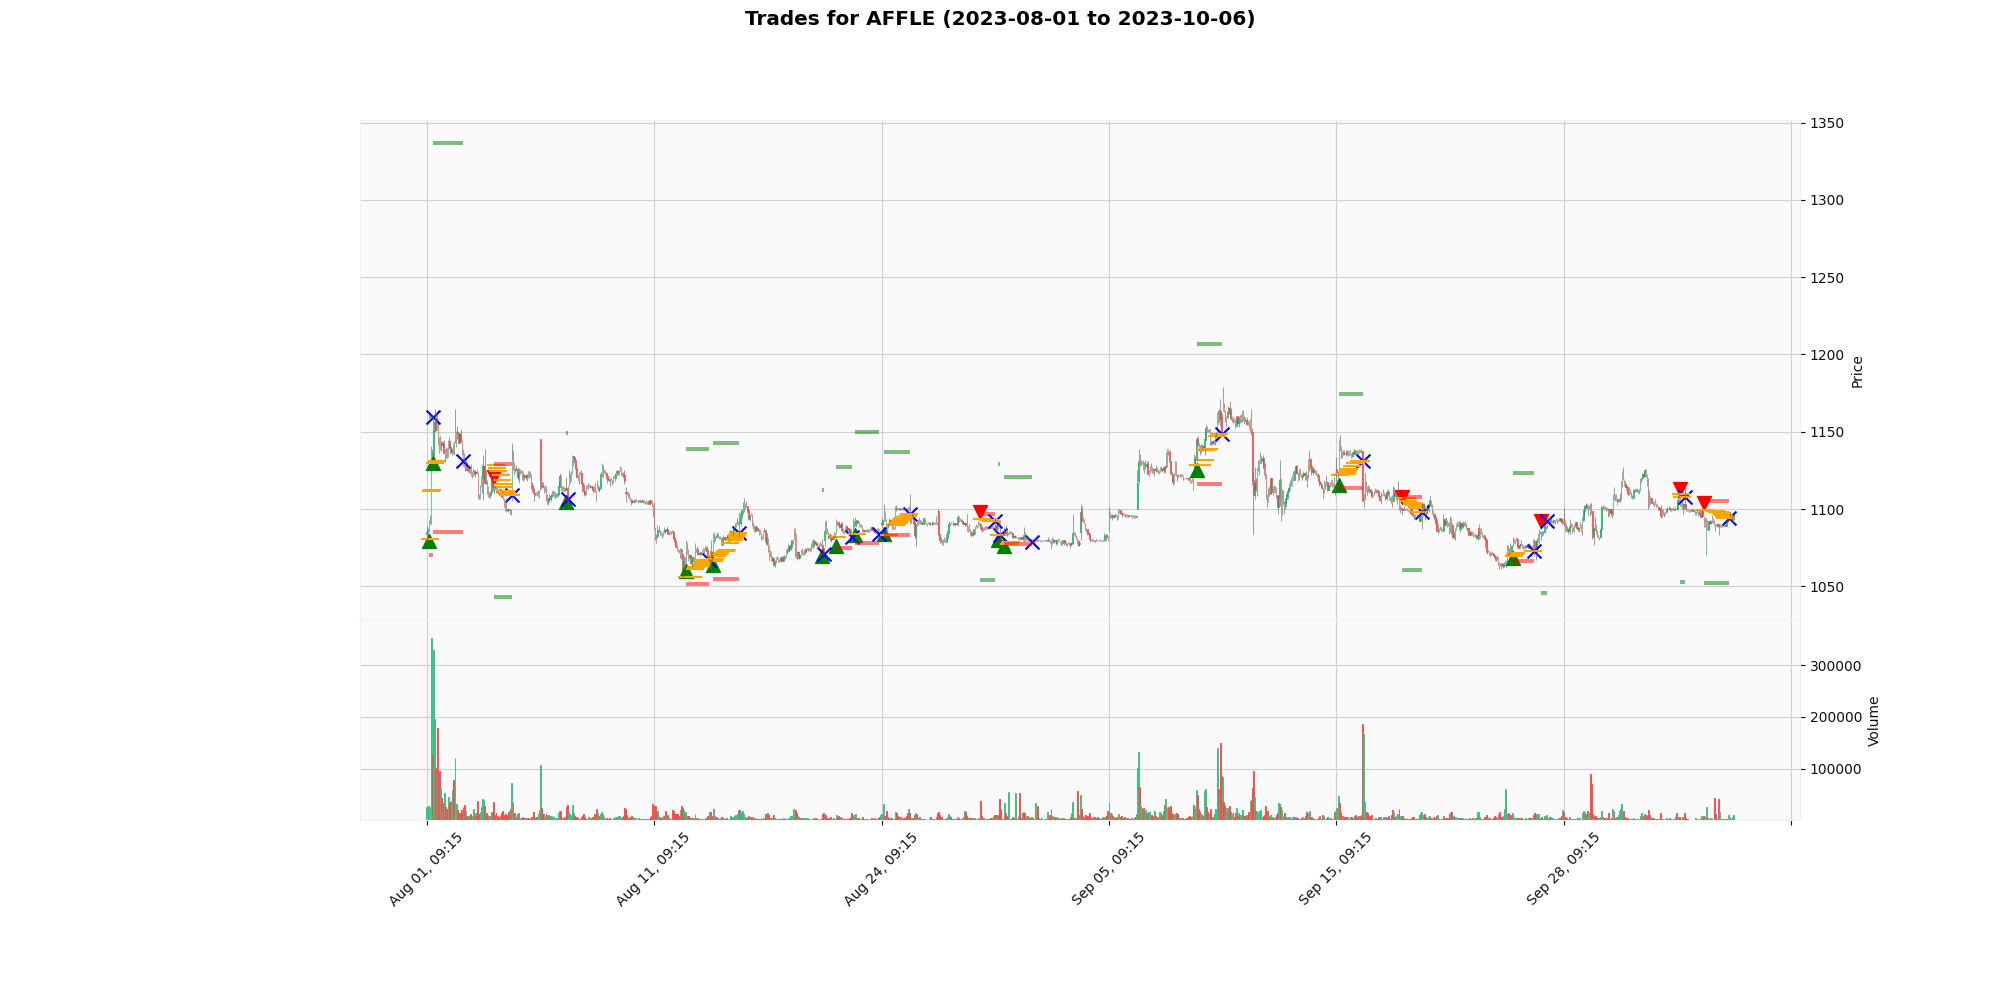 Trades for AFFLE (2023-08-01 to 2023-10-06)
1350
1300
1250
1200
1150
1100
1050
Price
300000
200000
100000
Volume
Aug 01, 09:15
Aug 11, 09:15
Aug 24, 09:15
Sep 05, 09:15
Sep 15, 09:15
Sep 28, 09:15